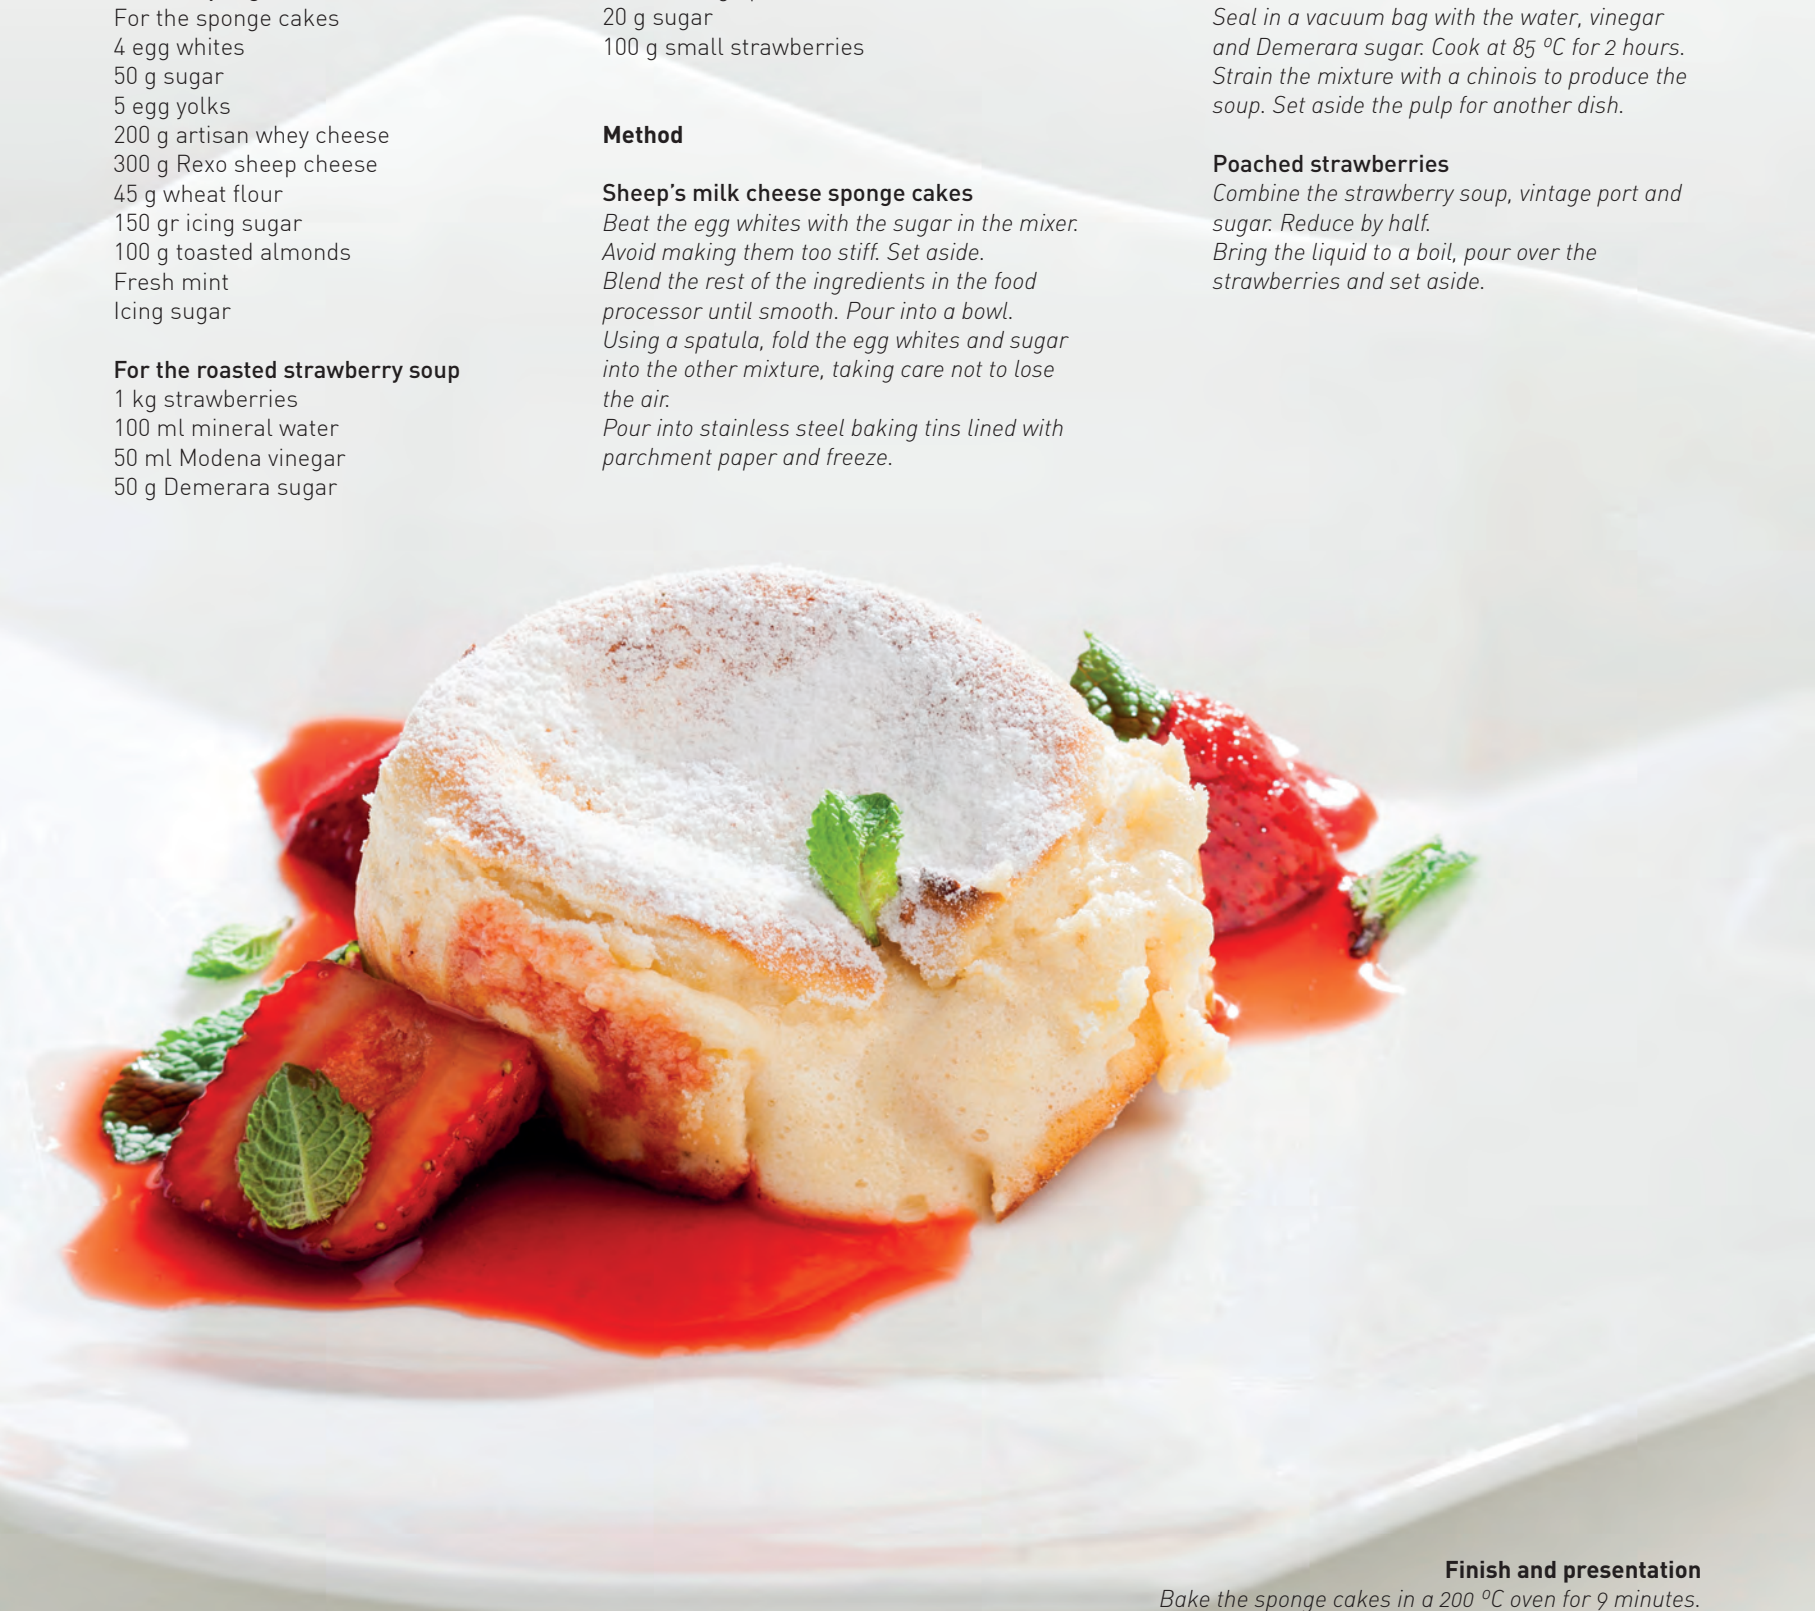 For the sponge cakes
4 egg whites
50 g sugar
5 egg yolks
200 g artisan whey cheese
300 g Rexo sheep cheese
45 g wheat flour
150 gr icing sugar
100 g toasted almonds
Fresh mint
Icing sugar
For the roasted strawberry soup
1 kg strawberries
100 ml mineral water
50 ml Modena vinegar
50 g Demerara sugar
20 g sugar
100 g small strawberries
Method
Sheep's milk cheese sponge cakes
Beat the egg whites with the sugar in the mixer.
Avoid making them too stiff. Set aside.
Blend the rest of the ingredients in the food
processor until smooth. Pour into a bowl.
Using a spatula, fold the egg whites and sugar
into the other mixture, taking care not to lose
the air.
Pour into stainless steel baking tins lined with
parchment paper and freeze.
Seal in a vacuum bag with the water, vinegar
and Demerara sugar. Cook at 85 ºC for 2 hours.
Strain the mixture with a chinois to produce the
soup. Set aside the pulp for another dish.
Poached strawberries
Combine the strawberry soup, vintage port and
sugar. Reduce by half.
Bring the liquid to a boil, pour over the
strawberries and set aside.
Finish and presentation
Bake the sponge cakes in a 200 ºC oven for 9 minutes.